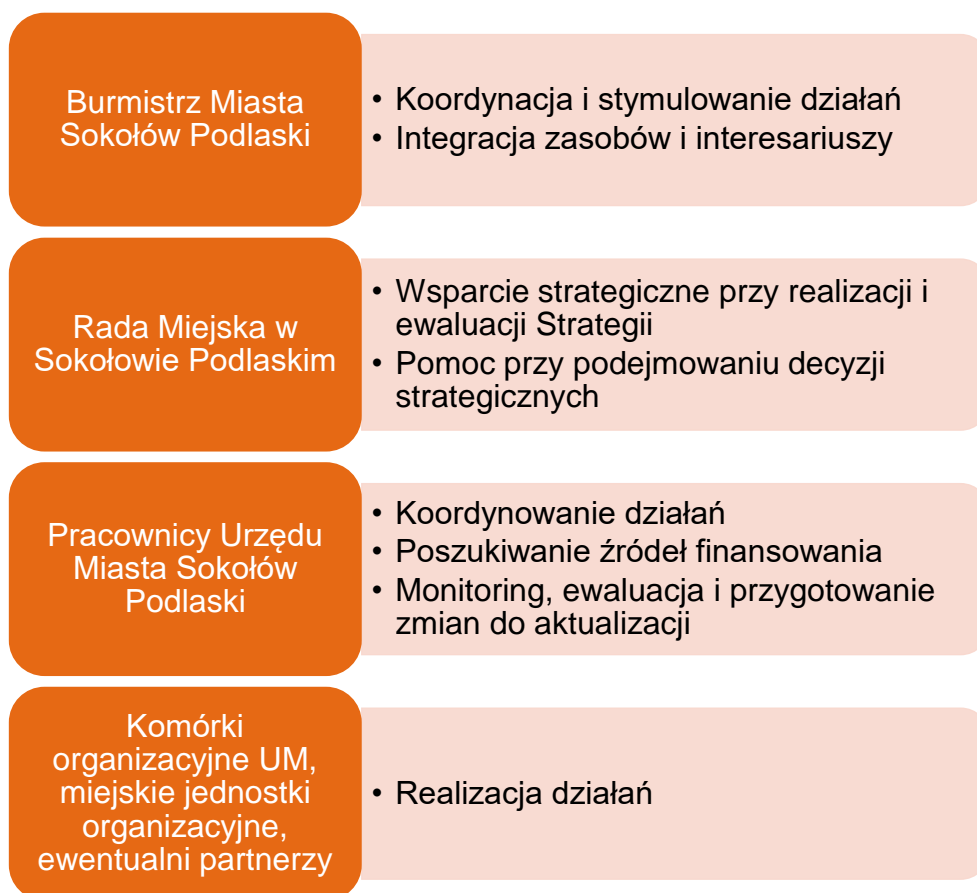 Burmistrz Miasta
Sokołów Podlaski
• Koordynacja i stymulowanie działań
• Integracja zasobów i interesariuszy
Rada Miejska w
Sokołowie Podlaskim
• Wsparcie strategiczne przy realizacji i
ewaluacji Strategii
• Pomoc przy podejmowaniu decyzji
strategicznych
Pracownicy Urzędu
Miasta Sokołów
Podlaski
• Koordynowanie działań
• Poszukiwanie źródeł finansowania
• Monitoring, ewaluacja i przygotowanie
zmian do aktualizacji
Komórki
organizacyjne UM,
miejskie jednostki
organizacyjne,
ewentualni partnerzy
• Realizacja działań